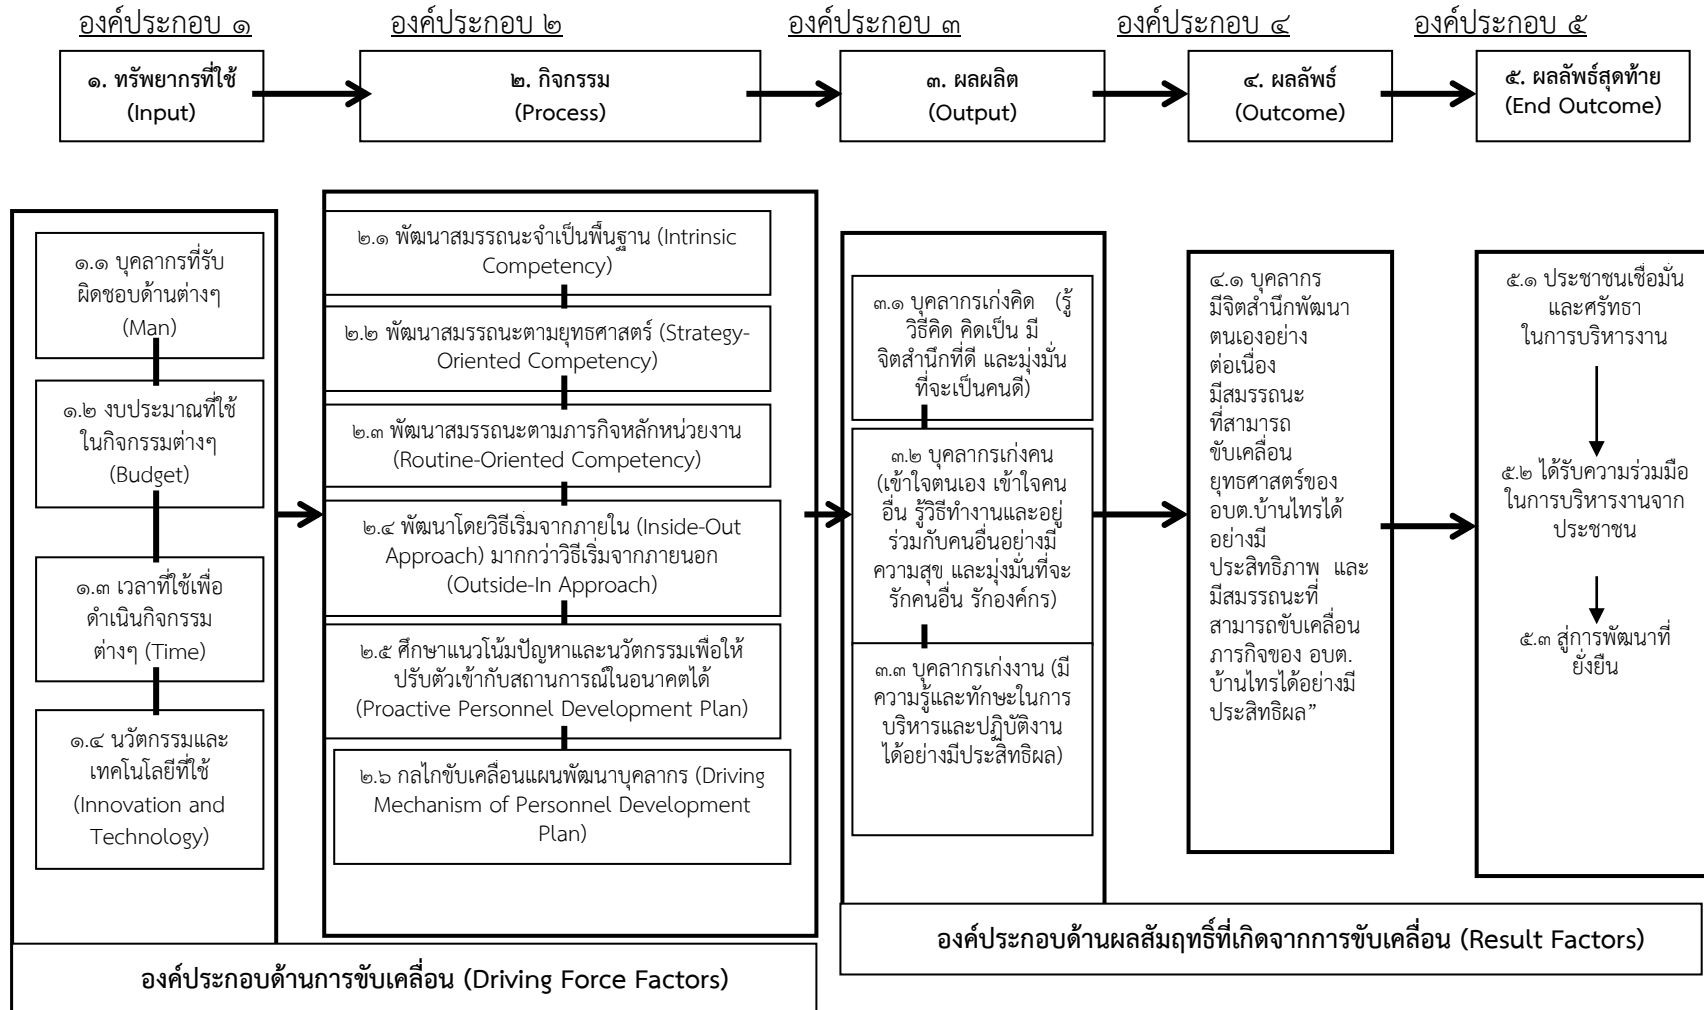 องค์ประกอบ ๑
องค์ประกอบ ๒
องค์ประกอบ ๓
องค์ประกอบ ๔
องค์ประกอบ ๕
๑. ทรัพยากรที่ใช้
(Input)
๒. กิจกรรม
(Process)
๓. ผลผลิต
(Output)
๔. ผลลัพธ์
(Outcome)
๕. ผลลัพธ์สุดท้าย
(End Outcome)
๑.๑ บุคลากรที่รับ
ผิดชอบด้านต่างๆ
(Man)
๑.๒ งบประมาณที่ใช้
ในกิจกรรมต่างๆ
(Budget)
๑.๓ เวลาที่ใช้เพื่อ
ดำเนินกิจกรรม
ต่างๆ (Time)
๑.๔ นวัตกรรมและ
เทคโนโลยีที่ใช้
(Innovation and
Technology)
๒.๑ พัฒนาสมรรถนะจำเป็นพื้นฐาน (Intrinsic
Competency)
๒.๒ พัฒนาสมรรถนะตามยุทธศาสตร์ (Strategy-
Oriented Competency)
๒.๓ พัฒนาสมรรถนะตามภารกิจหลักหน่วยงาน
(Routine-Oriented Competency)
๒.๔ พัฒนาโดยวิธีเริ่มจากภายใน (Inside-Out
Approach) มากกว่าวิธีเริ่มจากภายนอก
(Outside-In Approach)
๒.๕ ศึกษาแนวโน้มปัญหาและนวัตกรรมเพื่อให้
ปรับตัวเข้ากับสถานการณ์ในอนาคตได้
(Proactive Personnel Development Plan)
๒.๖ กลไกขับเคลื่อนแผนพัฒนาบุคลากร (Driving
Mechanism of Personnel Development
Plan)
๓.๑ บุคลากรเก่งคิด (รู้
วิธีคิด คิดเป็น มี
จิตสำนึกที่ดี และมุ่งมั่น
ที่จะเป็นคนดี)
๓.๒ บุคลากรเก่งคน
(เข้าใจตนเอง เข้าใจคน
อื่น รู้วิธีทำงานและอยู่
ร่วมกับคนอื่นอย่างมี
ความสุข และมุ่งมั่นที่จะ
รักคนอื่น รักองค์กร)
๓.๓ บุคลากรเก่งงาน (มี
ความรู้และทักษะในการ
บริหารและปฏิบัติงาน
ได้อย่างมีประสิทธิผล)
๔.๑ บุคลากร
มีจิตสำนึกพัฒนา
ตนเองอย่าง
ต่อเนื่อง
มีสมรรถนะ
ที่สามารถ
ขับเคลื่อน
ยุทธศาสตร์ของ
อบต.บ้านไทรได้
อย่างมี
ประสิทธิภาพ และ
มีสมรรถนะที่
สามารถขับเคลื่อน
ภารกิจของ อบต.
บ้านไทรได้อย่างมี
ประสิทธิผล”
๕.๑ ประชาชนเชื่อมั่น
และศรัทธา
ในการบริหารงาน
๕.๒ ได้รับความร่วมมือ
ในการบริหารงานจาก
ประชาชน
๕.๓ สู่การพัฒนาที่
ยั่งยืน
องค์ประกอบด้านการขับเคลื่อน (Driving Force Factors)
องค์ประกอบด้านผลสัมฤทธิ์ที่เกิดจากการขับเคลื่อน (Result Factors)